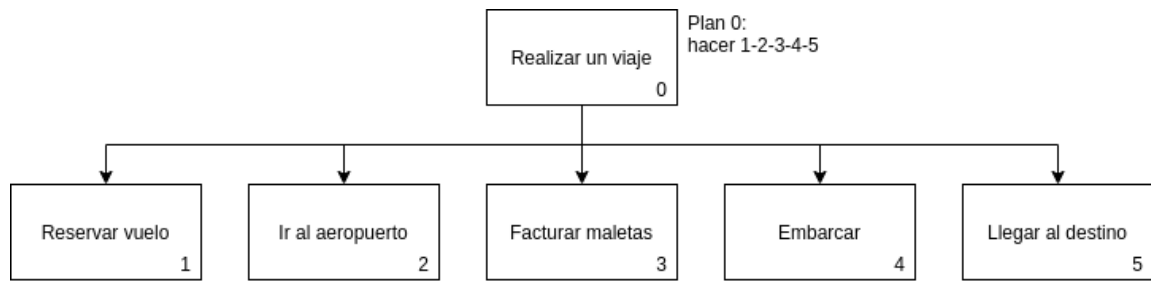 Realizar un viaje
0
Plan 0:
hacer 1-2-3-4-5
Reservar vuelo
1
Ir al aeropuerto
2
Facturar maletas
3
Embarcar
4
Llegar al destino
5